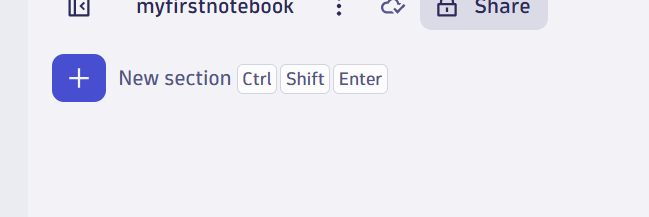 myfirstnotebook Share
New section Ctrl Shift Enter